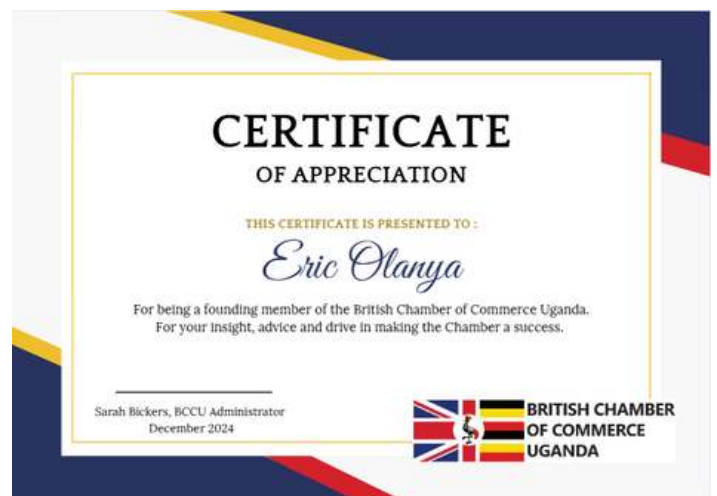 CERTIFICATE
OF APPRECIATION
THIS CERTIFICATE IS PRESENTED TO :
Eric Olanya
For being a founding member of the British Chamber of Commerce Uganda.
For your insight, advice and drive in making the Chamber a success.
Sarah Bickers, BCCU Administrator
December 2024
BRITISH CHAMBER
OF COMMERCE
UGANDA